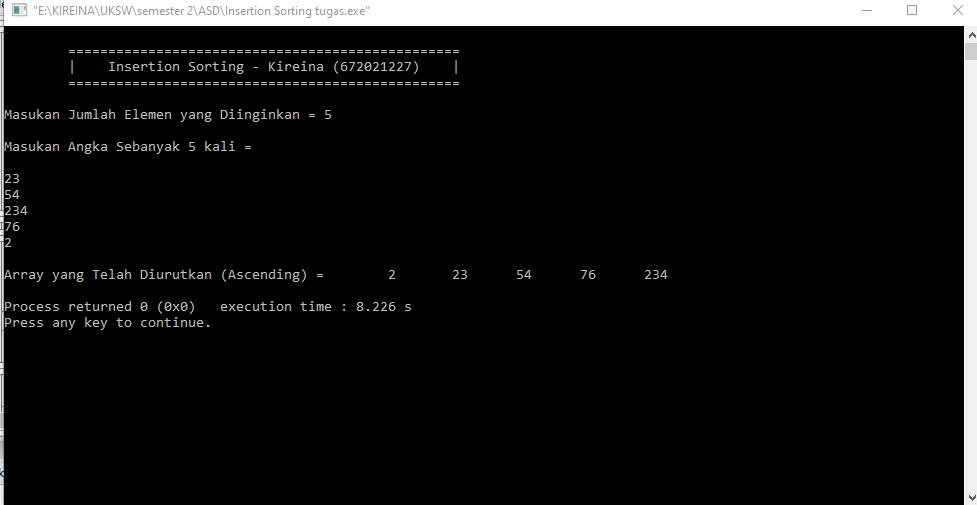 "E:\KIREINA\UKSW\semester 2\ASD\Insertion Sorting tugas.exe"
=================================================
|    Insertion Sorting - Kireina (672021227)    |
=================================================
Masukan Jumlah Elemen yang Diinginkan = 5
Masukan Angka Sebanyak 5 kali =
23
54
234
76
2
Array yang Telah Diurutkan (Ascending) =        2       23      54      76      234
Process returned 0 (0x0)   execution time : 8.226 s
Press any key to continue.